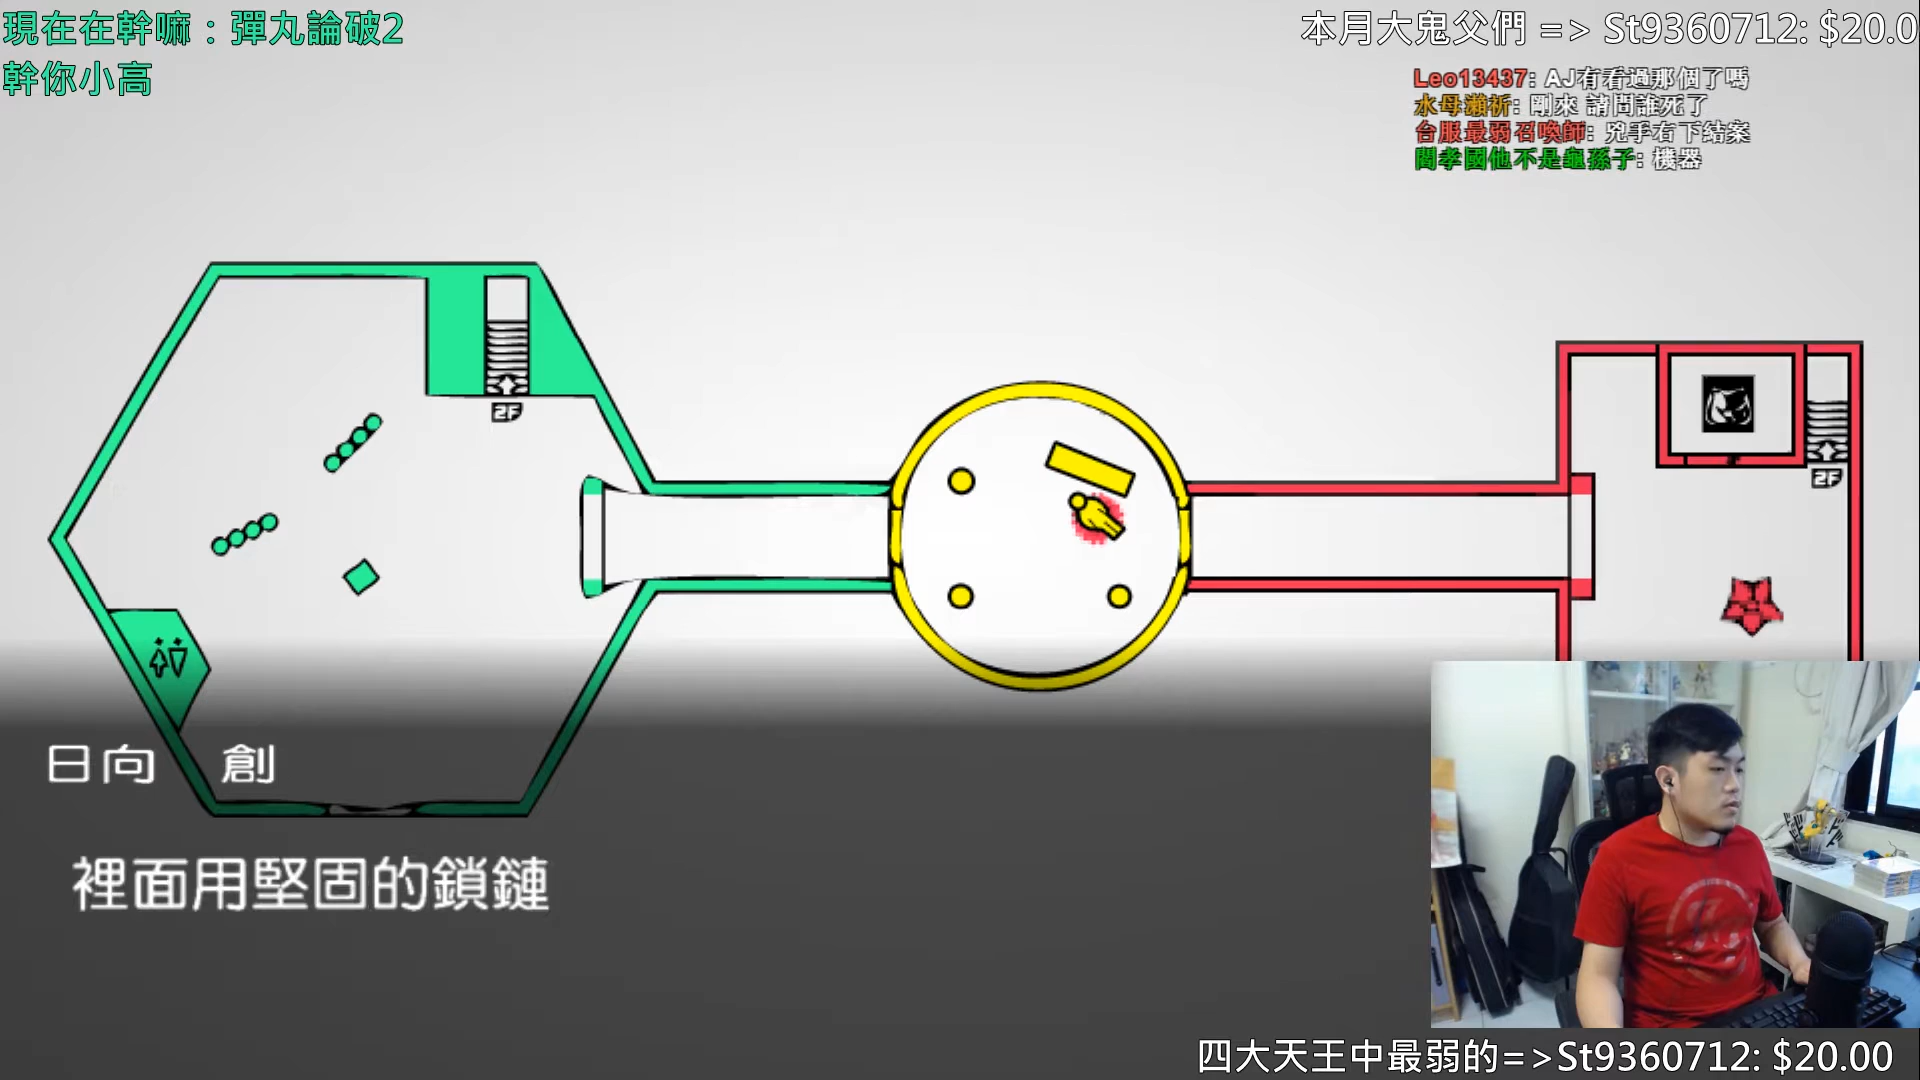 現在在幹嘛：彈丸論破2
幹你小高
本月大鬼父們 => St9360712: $20.0
Leo13437: AJ有看過那個了嗎
水母瀨祈: 剛來 請問誰死了
台服最弱召喚師: 兇手右下結案
閻孝國他不是龜孫子: 機器
2F
2F
日向 創
裡面用堅固的鎖鏈
四大天王中最弱的=>St9360712: $20.00